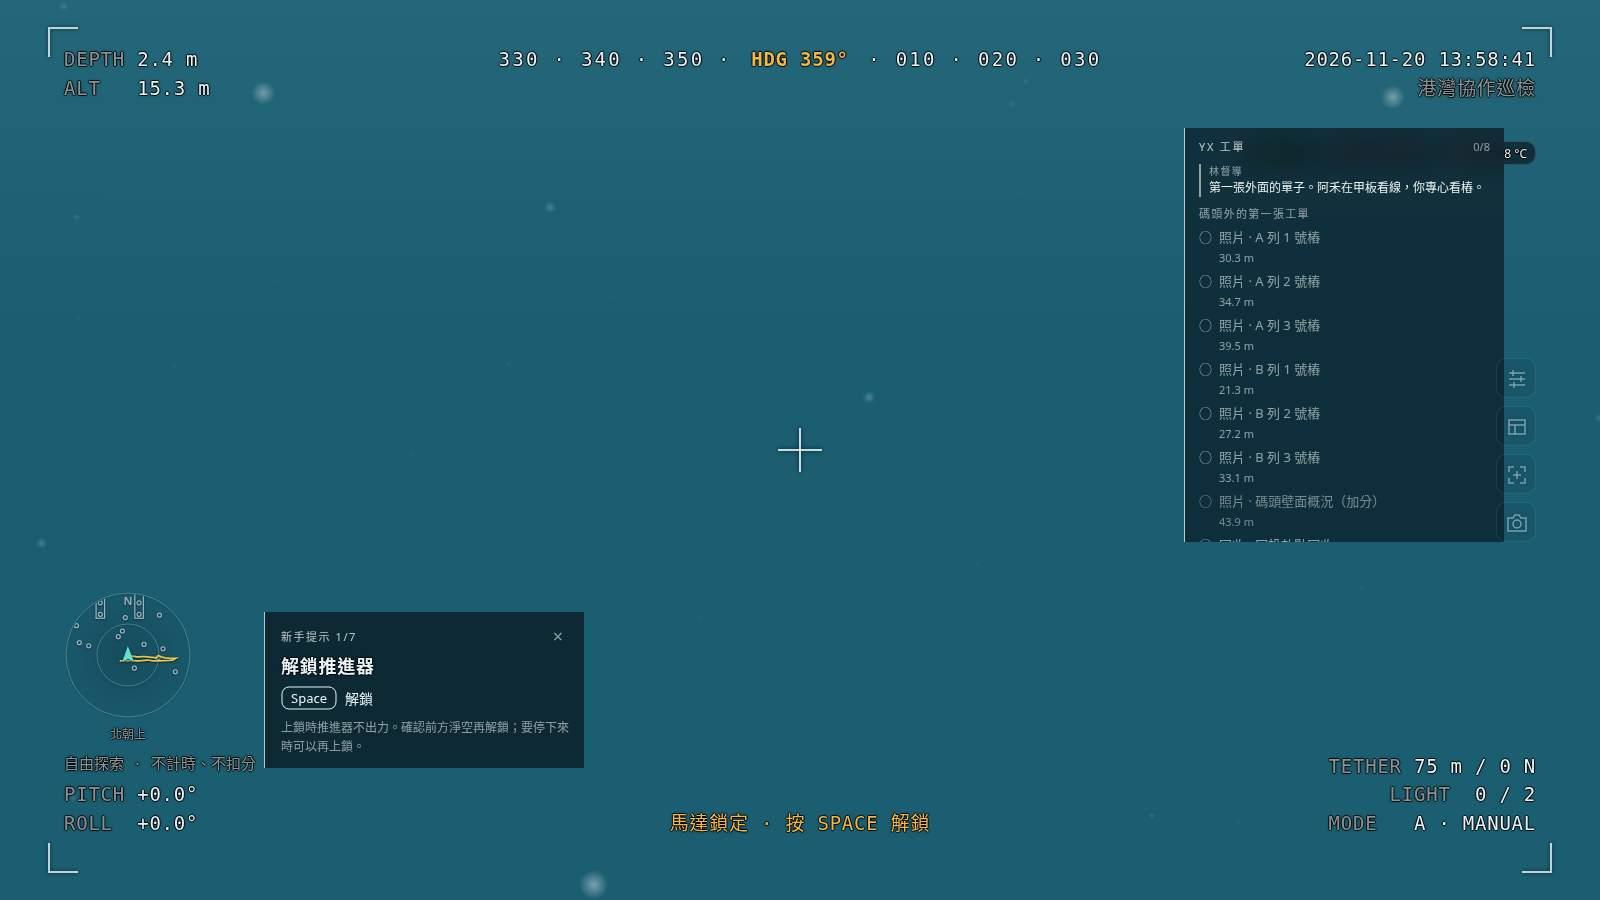 DEPTH 2.4 m
ALT 15.3 m
330 · 340 · 350 · HDG 359° · 010 · 020 · 030
2026-11-20 13:58:41
港灣協作巡檢
YX 工單 0/8
8 °C
林督導
第一張外面的單子。阿禾在甲板看線，你專心看樁。
碼頭外的第一張工單
照片 · A 列 1 號樁
30.3 m
照片 · A 列 2 號樁
34.7 m
照片 · A 列 3 號樁
39.5 m
照片 · B 列 1 號樁
21.3 m
照片 · B 列 2 號樁
27.2 m
照片 · B 列 3 號樁
33.1 m
照片 · 碼頭壁面概況（加分）
43.9 m
N
北朝上
新手提示 1/7 ×
解鎖推進器
Space 解鎖
上鎖時推進器不出力。確認前方淨空再解鎖；要停下來
時可以再上鎖。
自由探索 · 不計時、不扣分
PITCH +0.0°
ROLL +0.0°
馬達鎖定 · 按 SPACE 解鎖
TETHER 75 m / 0 N
LIGHT 0 / 2
MODE A · MANUAL